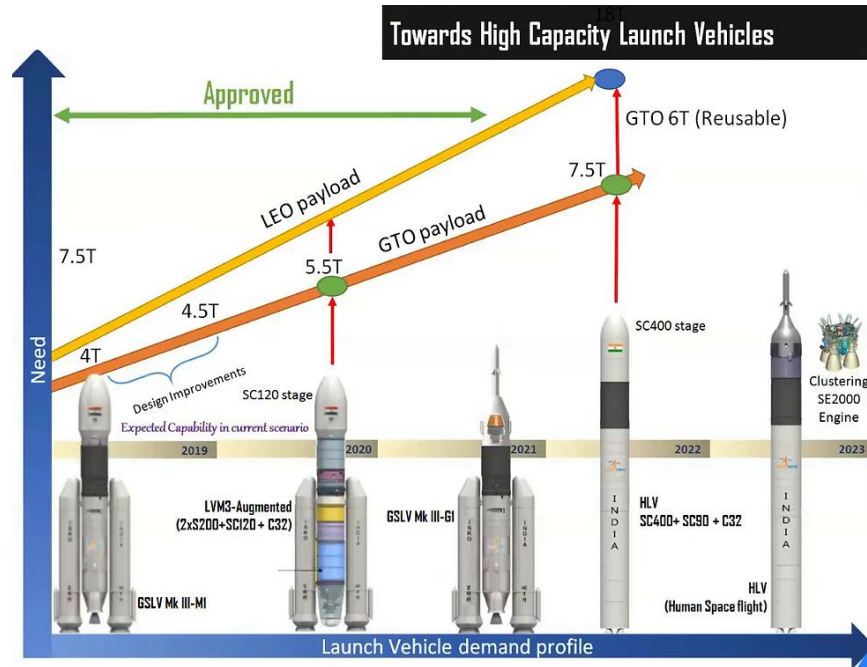 18T
Towards High Capacity Launch Vehicles
Approved
GTO 6T (Reusable)
7.5T
LEO payload
GTO payload
7.5T
5.5T
4.5T
4T
Need
Design Improvements
SC120 stage
SC400 stage
Clustering
SE2000
Engine
Expected Capability in current scenario
2019
2020
2021
2022
2023
LVM3-Augmented
(2xS200+SC120 + C32)
GSLV Mk III-G1
HLV
SC400+ SC90 + C32
GSLV Mk III-M1
HLV
(Human Space flight)
INDIA
INDIA
Launch Vehicle demand profile